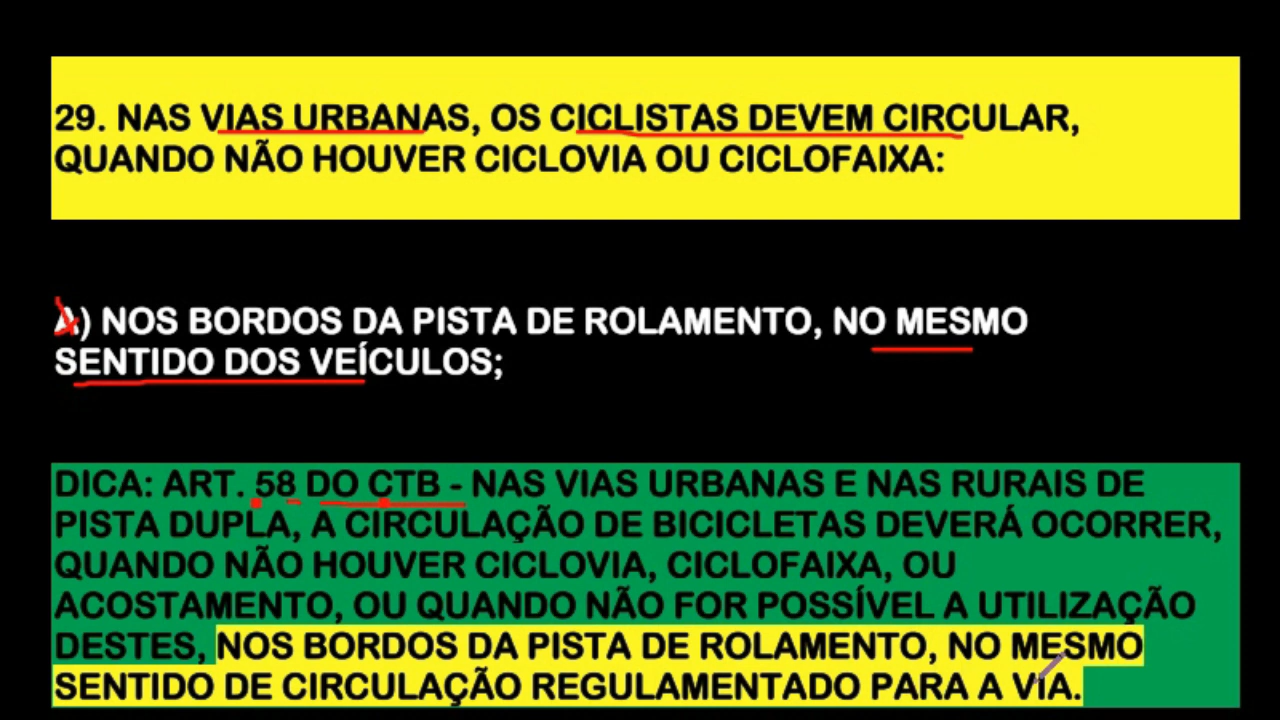 29. NAS VIAS URBANAS, OS CICLISTAS DEVEM CIRCULAR,
QUANDO NÃO HOUVER CICLOVIA OU CICLOFAIXA:
A) NOS BORDOS DA PISTA DE ROLAMENTO, NO MESMO
SENTIDO DOS VEÍCULOS;
DICA: ART. 58 DO CTB - NAS VIAS URBANAS E NAS RURAIS DE
PISTA DUPLA, A CIRCULAÇÃO DE BICICLETAS DEVERÁ OCORRER,
QUANDO NÃO HOUVER CICLOVIA, CICLOFAIXA, OU
ACOSTAMENTO, OU QUANDO NÃO FOR POSSÍVEL A UTILIZAÇÃO
DESTES, NOS BORDOS DA PISTA DE ROLAMENTO, NO MESMO
SENTIDO DE CIRCULAÇÃO REGULAMENTADO PARA A VIA.